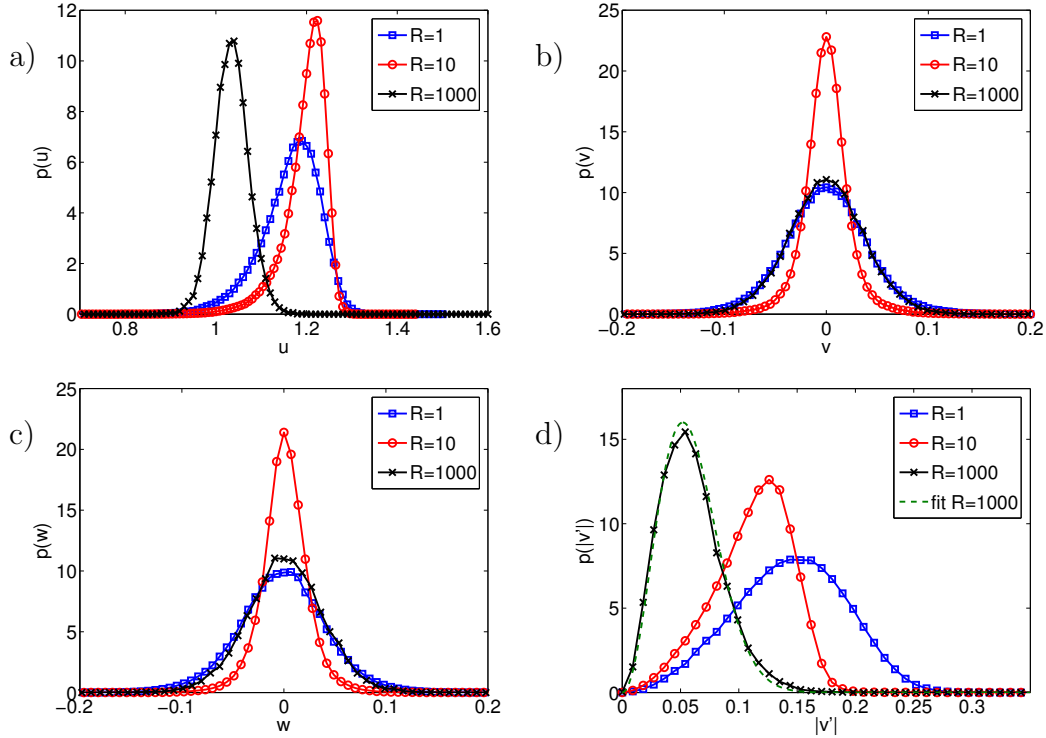 a)
12
10
8
6
4
2
0
p(u)
0.8
1
1.2
1.4
1.6
u
R=1
R=10
R=1000
b)
25
20
15
10
5
0
p(v)
−0.2
−0.1
0
0.1
0.2
v
R=1
R=10
R=1000
c)
25
20
15
10
5
0
p(w)
−0.2
−0.1
0
0.1
0.2
w
R=1
R=10
R=1000
d)
15
10
5
0
p(|v'|)
0
0.05
0.1
0.15
0.2
0.25
0.3
|v'|
R=1
R=10
R=1000
fit R=1000